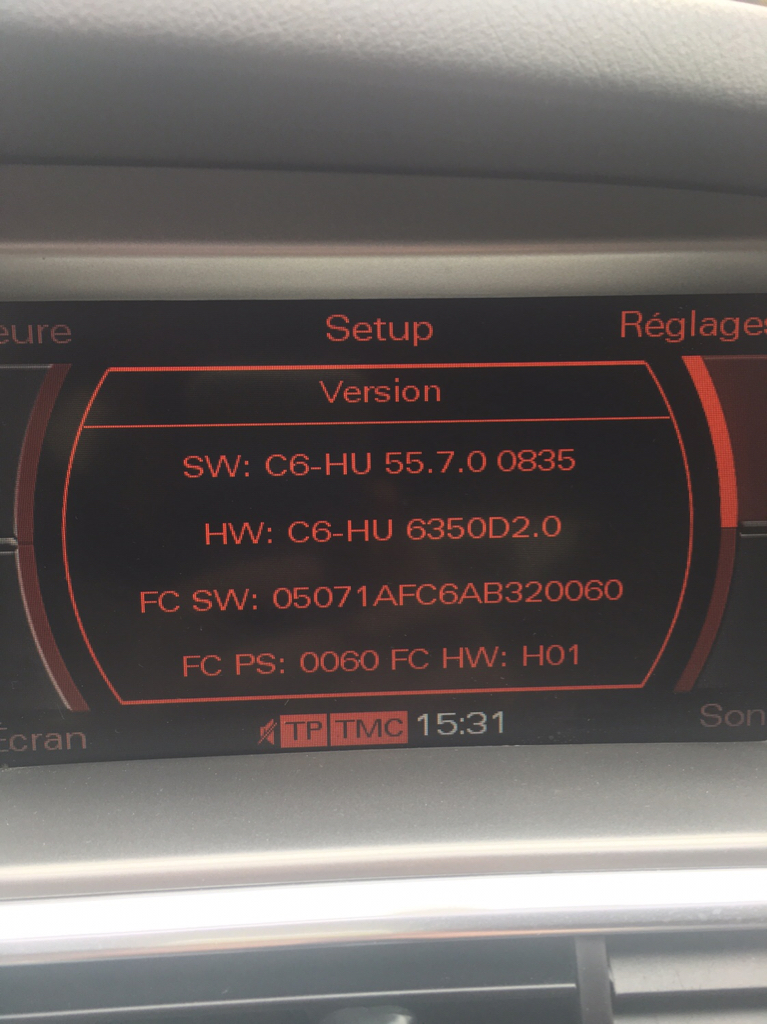 eure Setup Réglages
Version
SW: C6-HU 55.7.0 0835
HW: C6-HU 6350D2.0
FC SW: 05071AFC6AB320060
FC PS: 0060 FC HW: H01
Écran TP TMC 15:31 Son